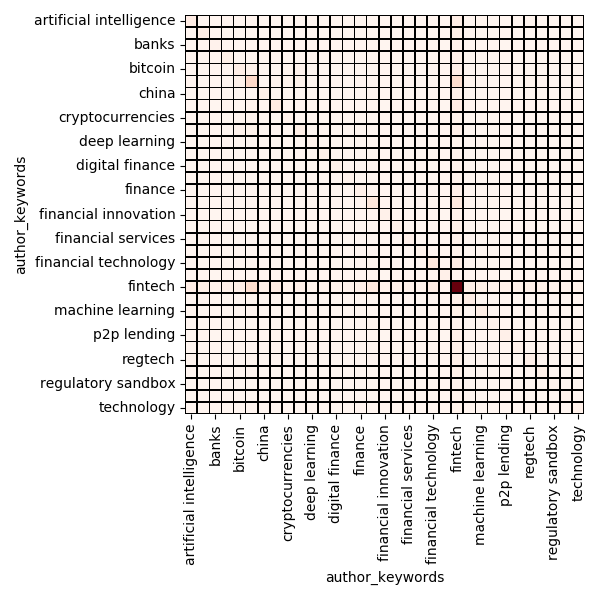 artificial intelligence
banks
bitcoin
china
cryptocurrencies
deep learning
digital finance
finance
financial innovation
financial services
financial technology
fintech
machine learning
p2p lending
regtech
regulatory sandbox
technology
author_keywords
artificial intelligence
banks
bitcoin
china
cryptocurrencies
deep learning
digital finance
finance
financial innovation
financial services
financial technology
fintech
machine learning
p2p lending
regtech
regulatory sandbox
technology
author_keywords